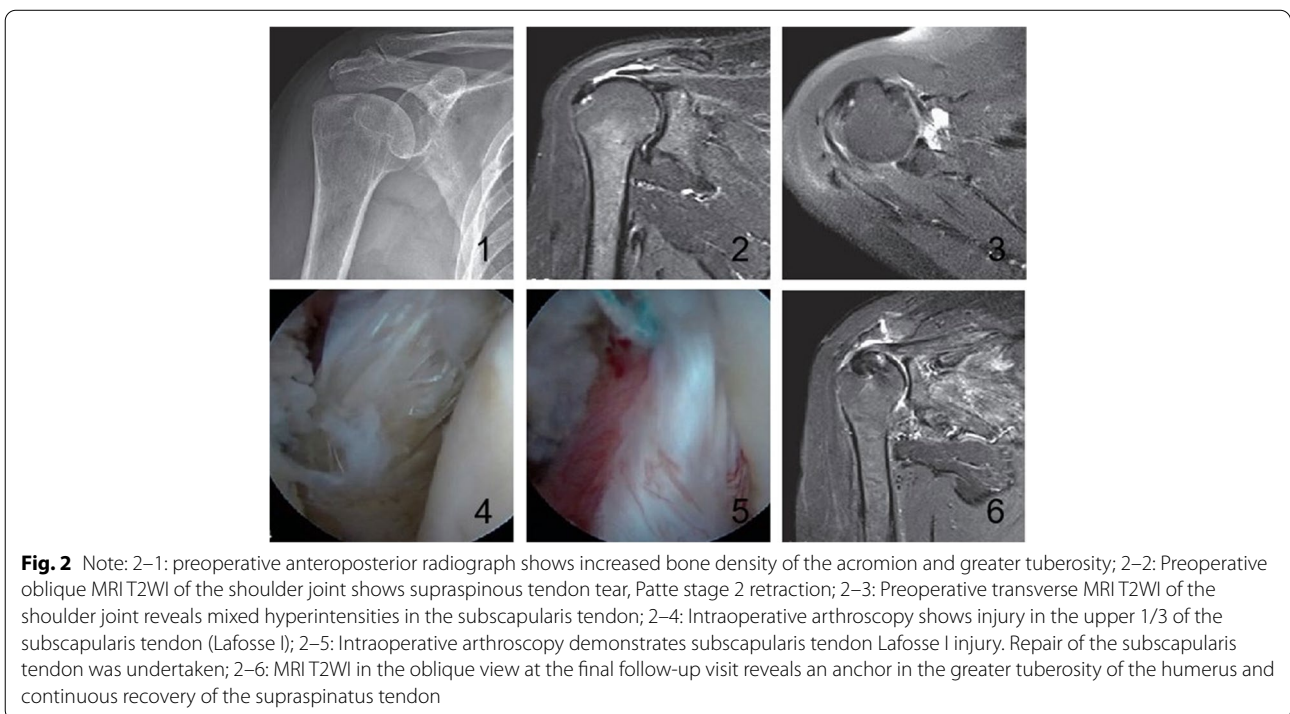 1
2
3
4
5
6
Fig. 2 Note: 2–1: preoperative anteroposterior radiograph shows increased bone density of the acromion and greater tuberosity; 2–2: Preoperative
oblique MRI T2WI of the shoulder joint shows supraspinous tendon tear, Patte stage 2 retraction; 2–3: Preoperative transverse MRI T2WI of the
shoulder joint reveals mixed hyperintensities in the subscapularis tendon; 2–4: Intraoperative arthroscopy shows injury in the upper 1/3 of the
subscapularis tendon (Lafosse I); 2–5: Intraoperative arthroscopy demonstrates subscapularis tendon Lafosse I injury. Repair of the subscapularis
tendon was undertaken; 2–6: MRI T2WI in the oblique view at the final follow-up visit reveals an anchor in the greater tuberosity of the humerus and
continuous recovery of the supraspinatus tendon